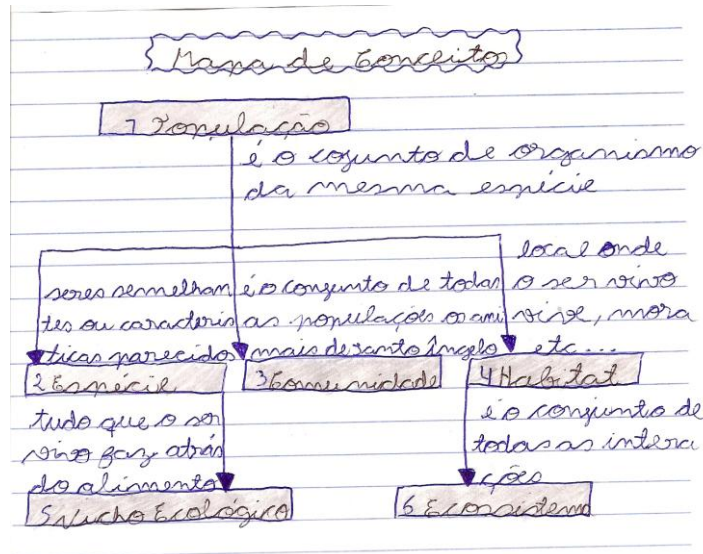 Mapa de Conceitos
1 População
é o cojunto de organismo
da mesma espécie
local onde
seres semelhan
tes ou caracteris
ticas parecidos
é o conjunto de todas
as populações os ani
mais de santo Ângelo
o ser vivo
vive, mora
etc...
2 Espécie
3 Comunidade
4 Habitat
tudo que o ser
vivo faz atrás
do alimento
é o conjunto de
todas as intera
ções
5 Nicho Ecológico
6 Ecossistema